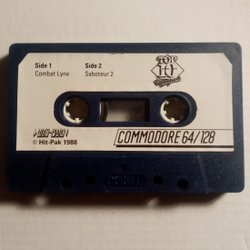 Side 1
Combat Lynx
Side 2
Saboteur 2
© Hit-Pak 1988
COMMODORE 64/128